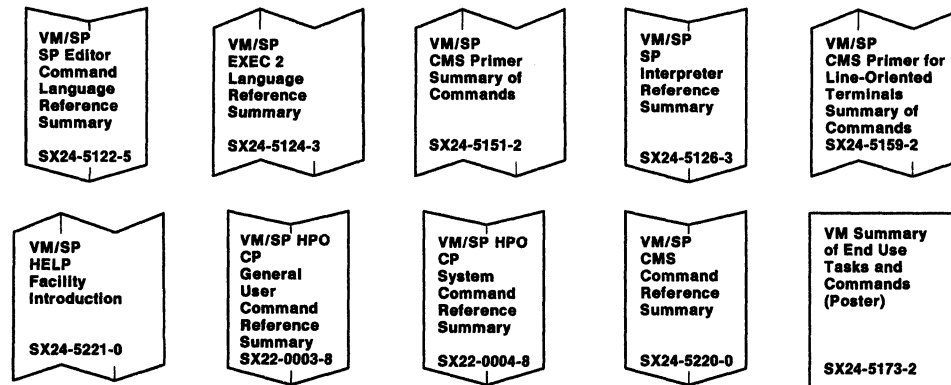 VM/SP
SP Editor
Command
Language
Reference
Summary
SX24-5122-5
VM/SP
EXEC 2
Language
Reference
Summary
SX24-5124-3
VM/SP
CMS Primer
Summary of
Commands
SX24-5151-2
VM/SP
SP
Interpreter
Reference
Summary
SX24-5126-3
VM/SP
CMS Primer for
Line-Oriented
Terminals
Summary of
Commands
SX24-5159-2
VM/SP
HELP
Facility
Introduction
SX24-5221-0
VM/SP HPO
CP
General
User
Command
Reference
Summary
SX22-0003-8
VM/SP HPO
CP
System
Command
Reference
Summary
SX22-0004-8
VM/SP
CMS
Command
Reference
Summary
SX24-5220-0
VM Summary
of End Use
Tasks and
Commands
(Poster)
SX24-5173-2